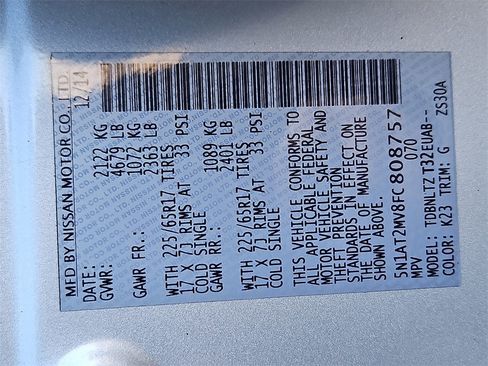 MFD BY NISSAN MOTOR CO., LTD.
DATE: 12/14
GVWR: 2122 KG
4679 LB
GAWR FR.: 1072 KG
2363 LB
WITH 225/65R17 TIRES
17 X 7J RIMS AT 33 PSI
COLD SINGLE
GAWR RR.: 1089 KG
2401 LB
WITH 225/65R17 TIRES
17 X 7J RIMS AT 33 PSI
COLD SINGLE
THIS VEHICLE CONFORMS TO
ALL APPLICABLE FEDERAL
MOTOR VEHICLE SAFETY AND
THEFT PREVENTION
STANDARDS IN EFFECT ON
THE DATE OF MANUFACTURE
SHOWN ABOVE.
5N1AT2MV8FC808757
MPV 070
MODEL: TDBNLTZ T32EUAB--
COLOR: K23 TRIM: G ZS30A